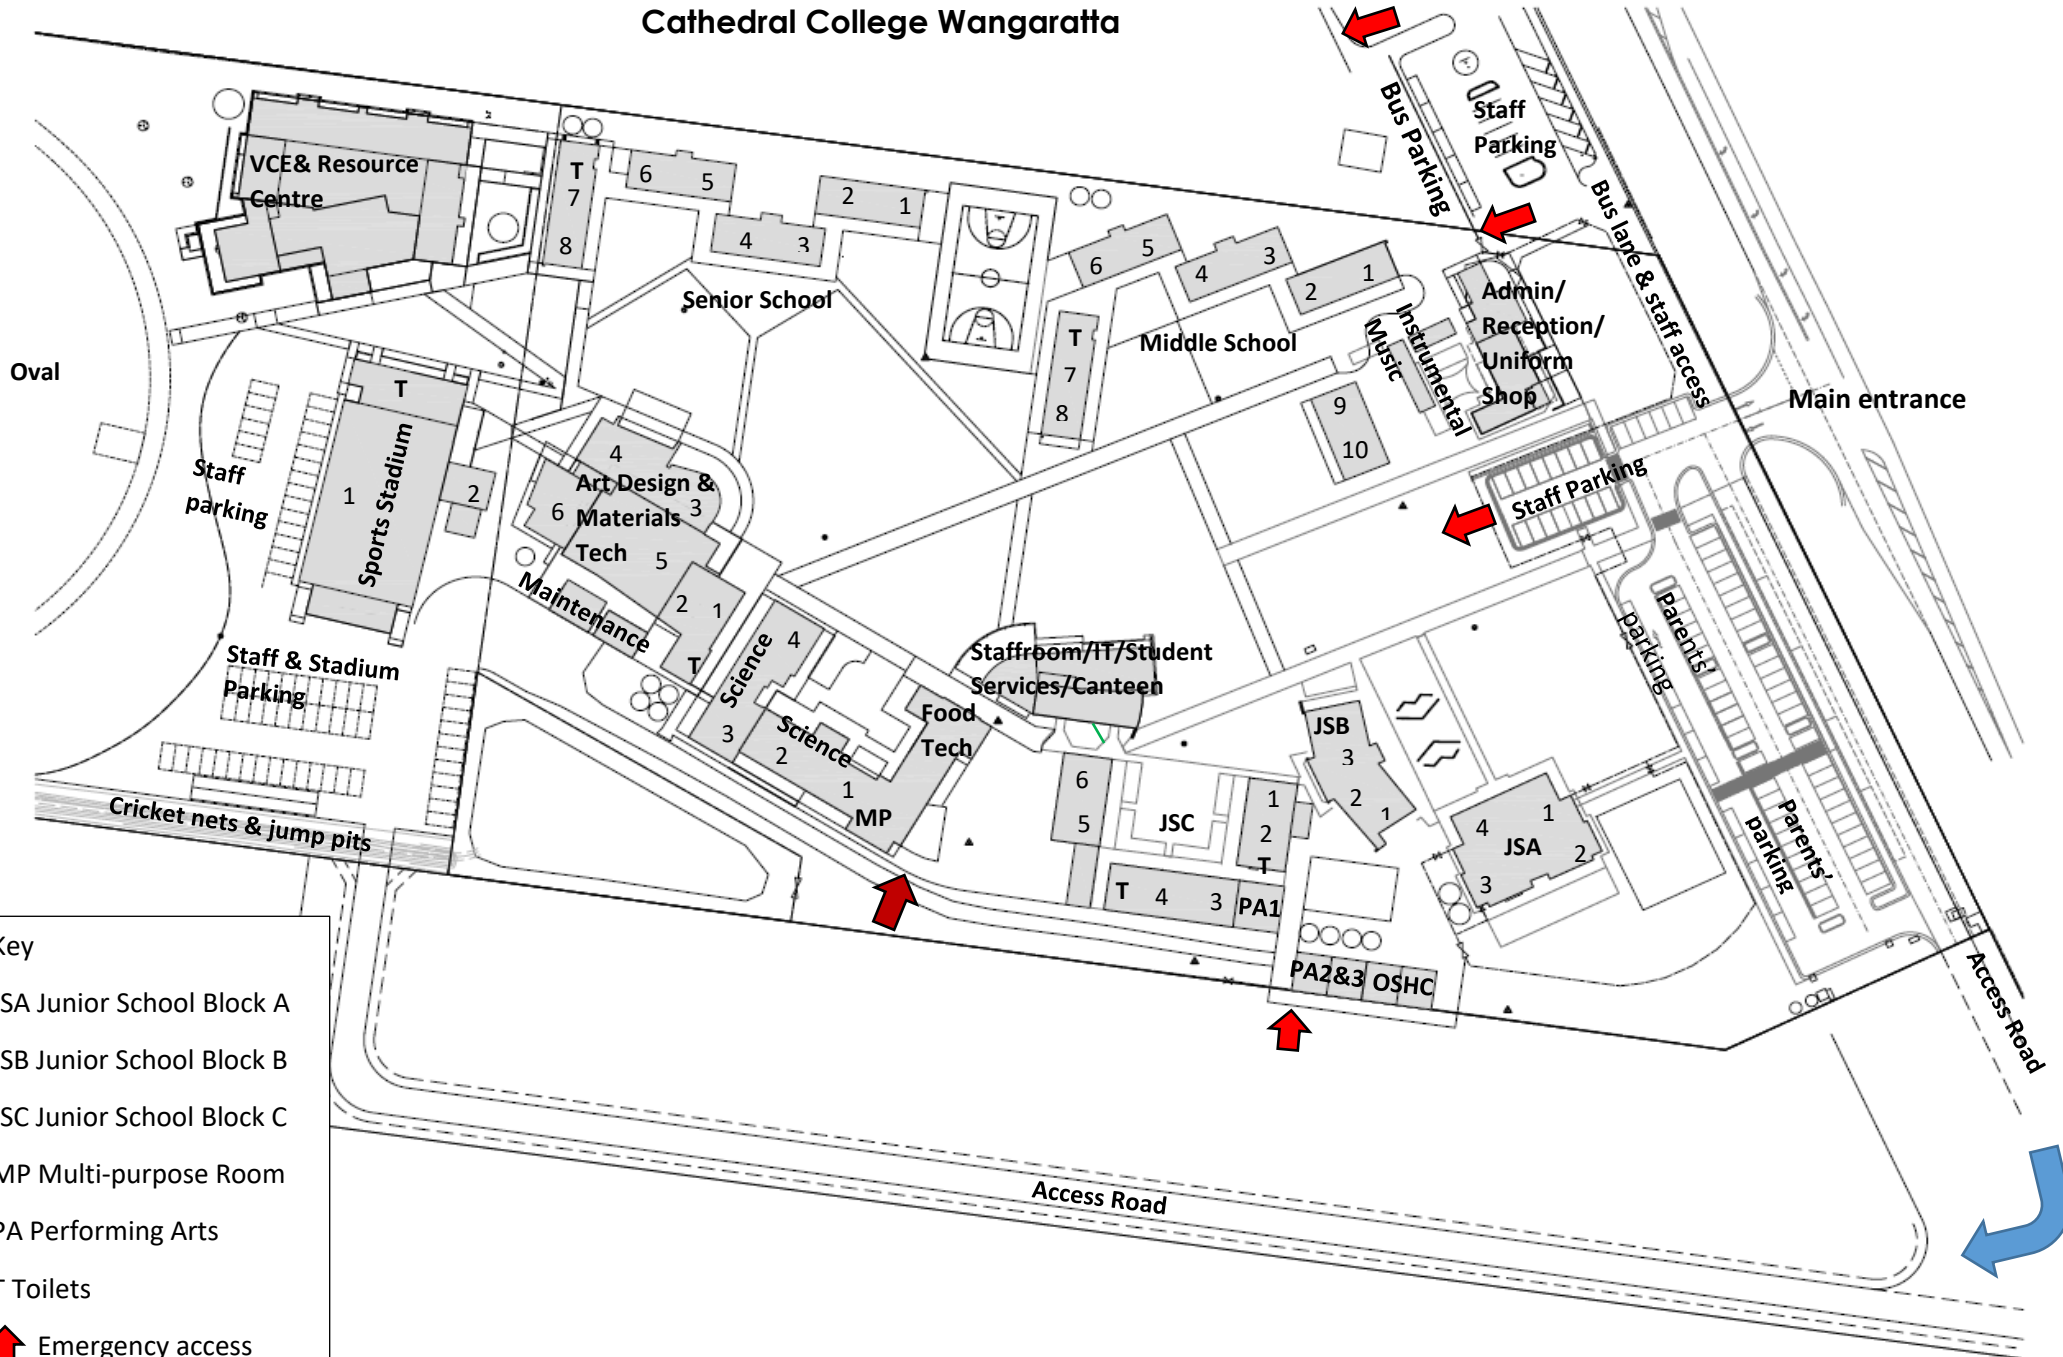 Cathedral College Wangaratta
Bus Parking
Staff
Parking
Bus lane & staff access
Main entrance
VCE& Resource
Centre
T
7
8
6 5
4 3
2 1
Senior School
6 5
4 3
2 1
T
7
8
Middle School
9
10
Instrumental
Music
Admin/
Reception/
Uniform
Shop
Staff Parking
Oval
Staff
parking
T
1
Sports Stadium
2
4
Art Design &
3
6
Materials
Tech
5
2 1
T
Maintenance
Staff & Stadium
Parking
Cricket nets & jump pits
Science
4
3
Science
2
1
MP
Food
Tech
Staffroom/IT/Student
Services/Canteen
6
5
JSC
1
2
T
T 4 3 PA1
PA2&3 OSHC
JSB
3
2
1
4 1
JSA
2
3
Parents'
parking
Parents'
parking
Access Road
Access Road
Key
SA Junior School Block A
SB Junior School Block B
SC Junior School Block C
MP Multi-purpose Room
PA Performing Arts
T Toilets
Emergency access